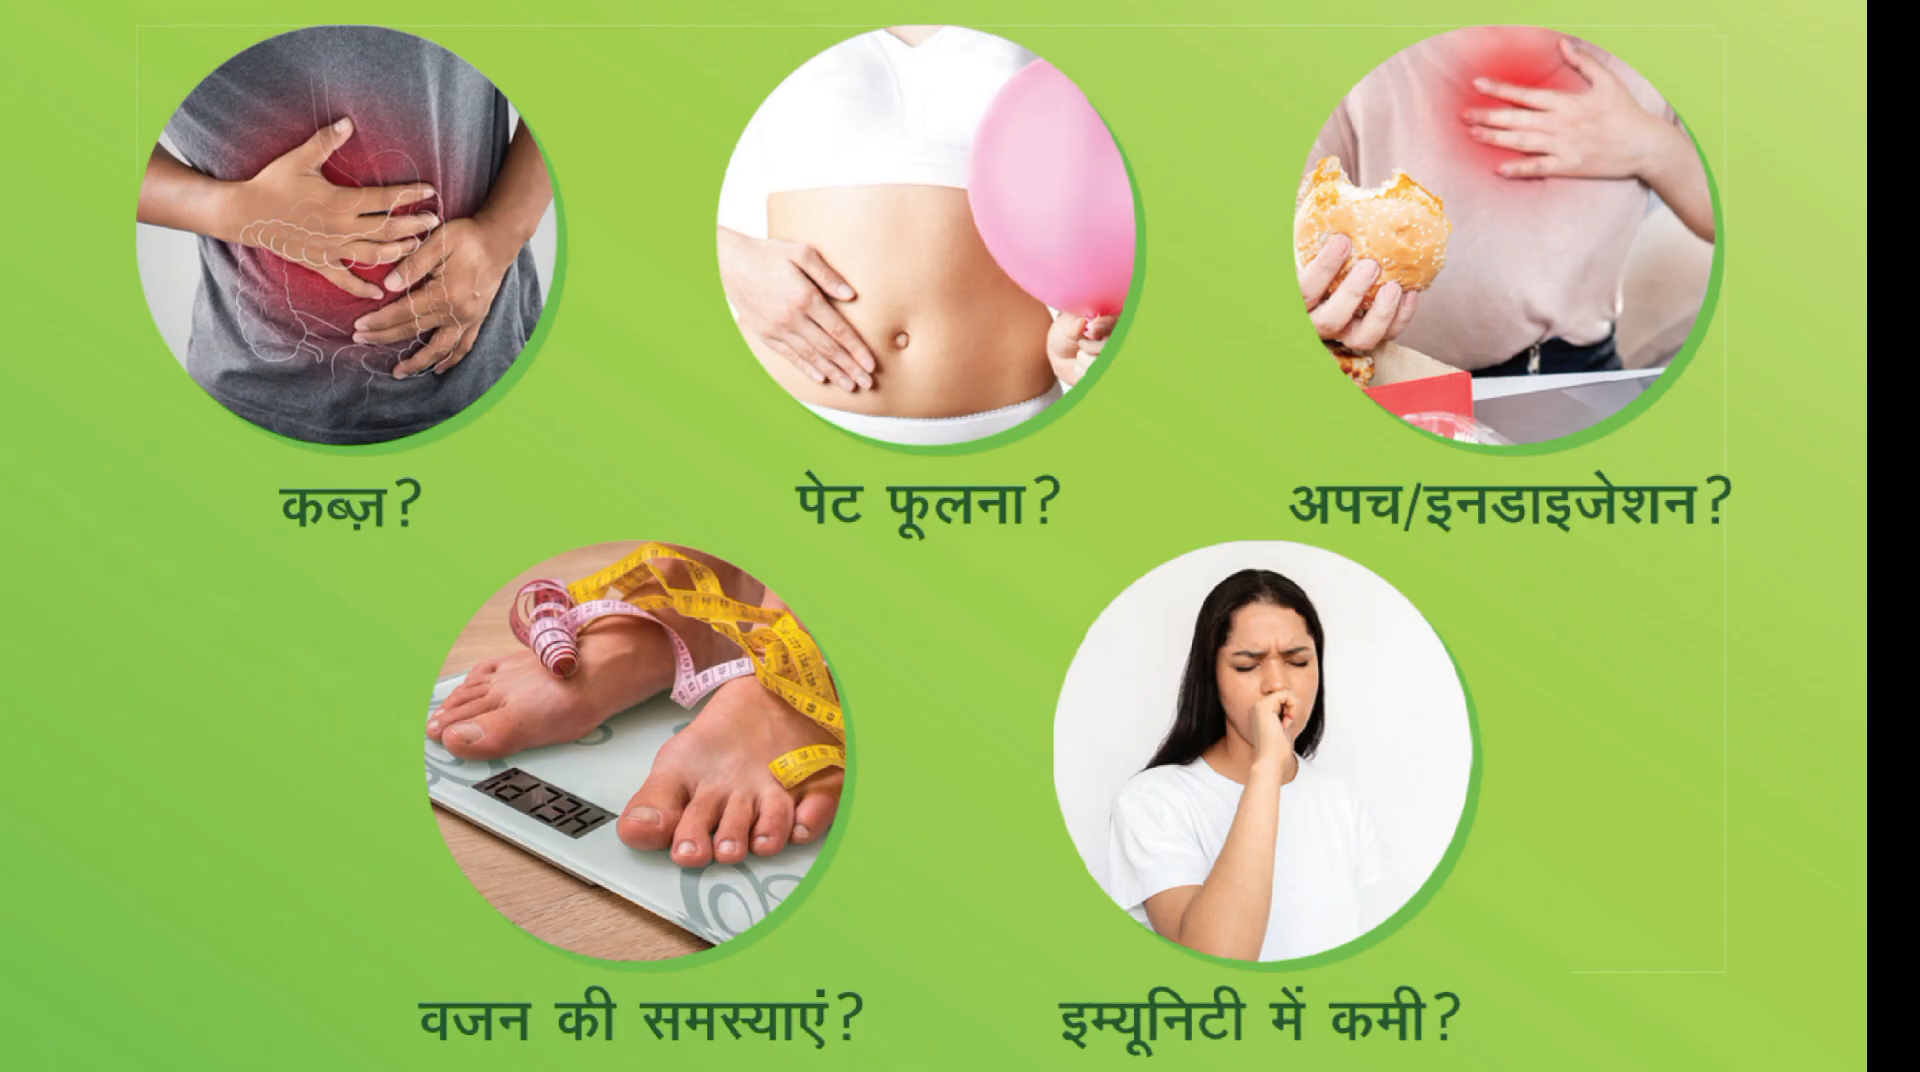 कब्ज़?
पेट फूलना?
अपच/इनडाइजेशन?
वजन की समस्याएं?
इम्यूनिटी में कमी?